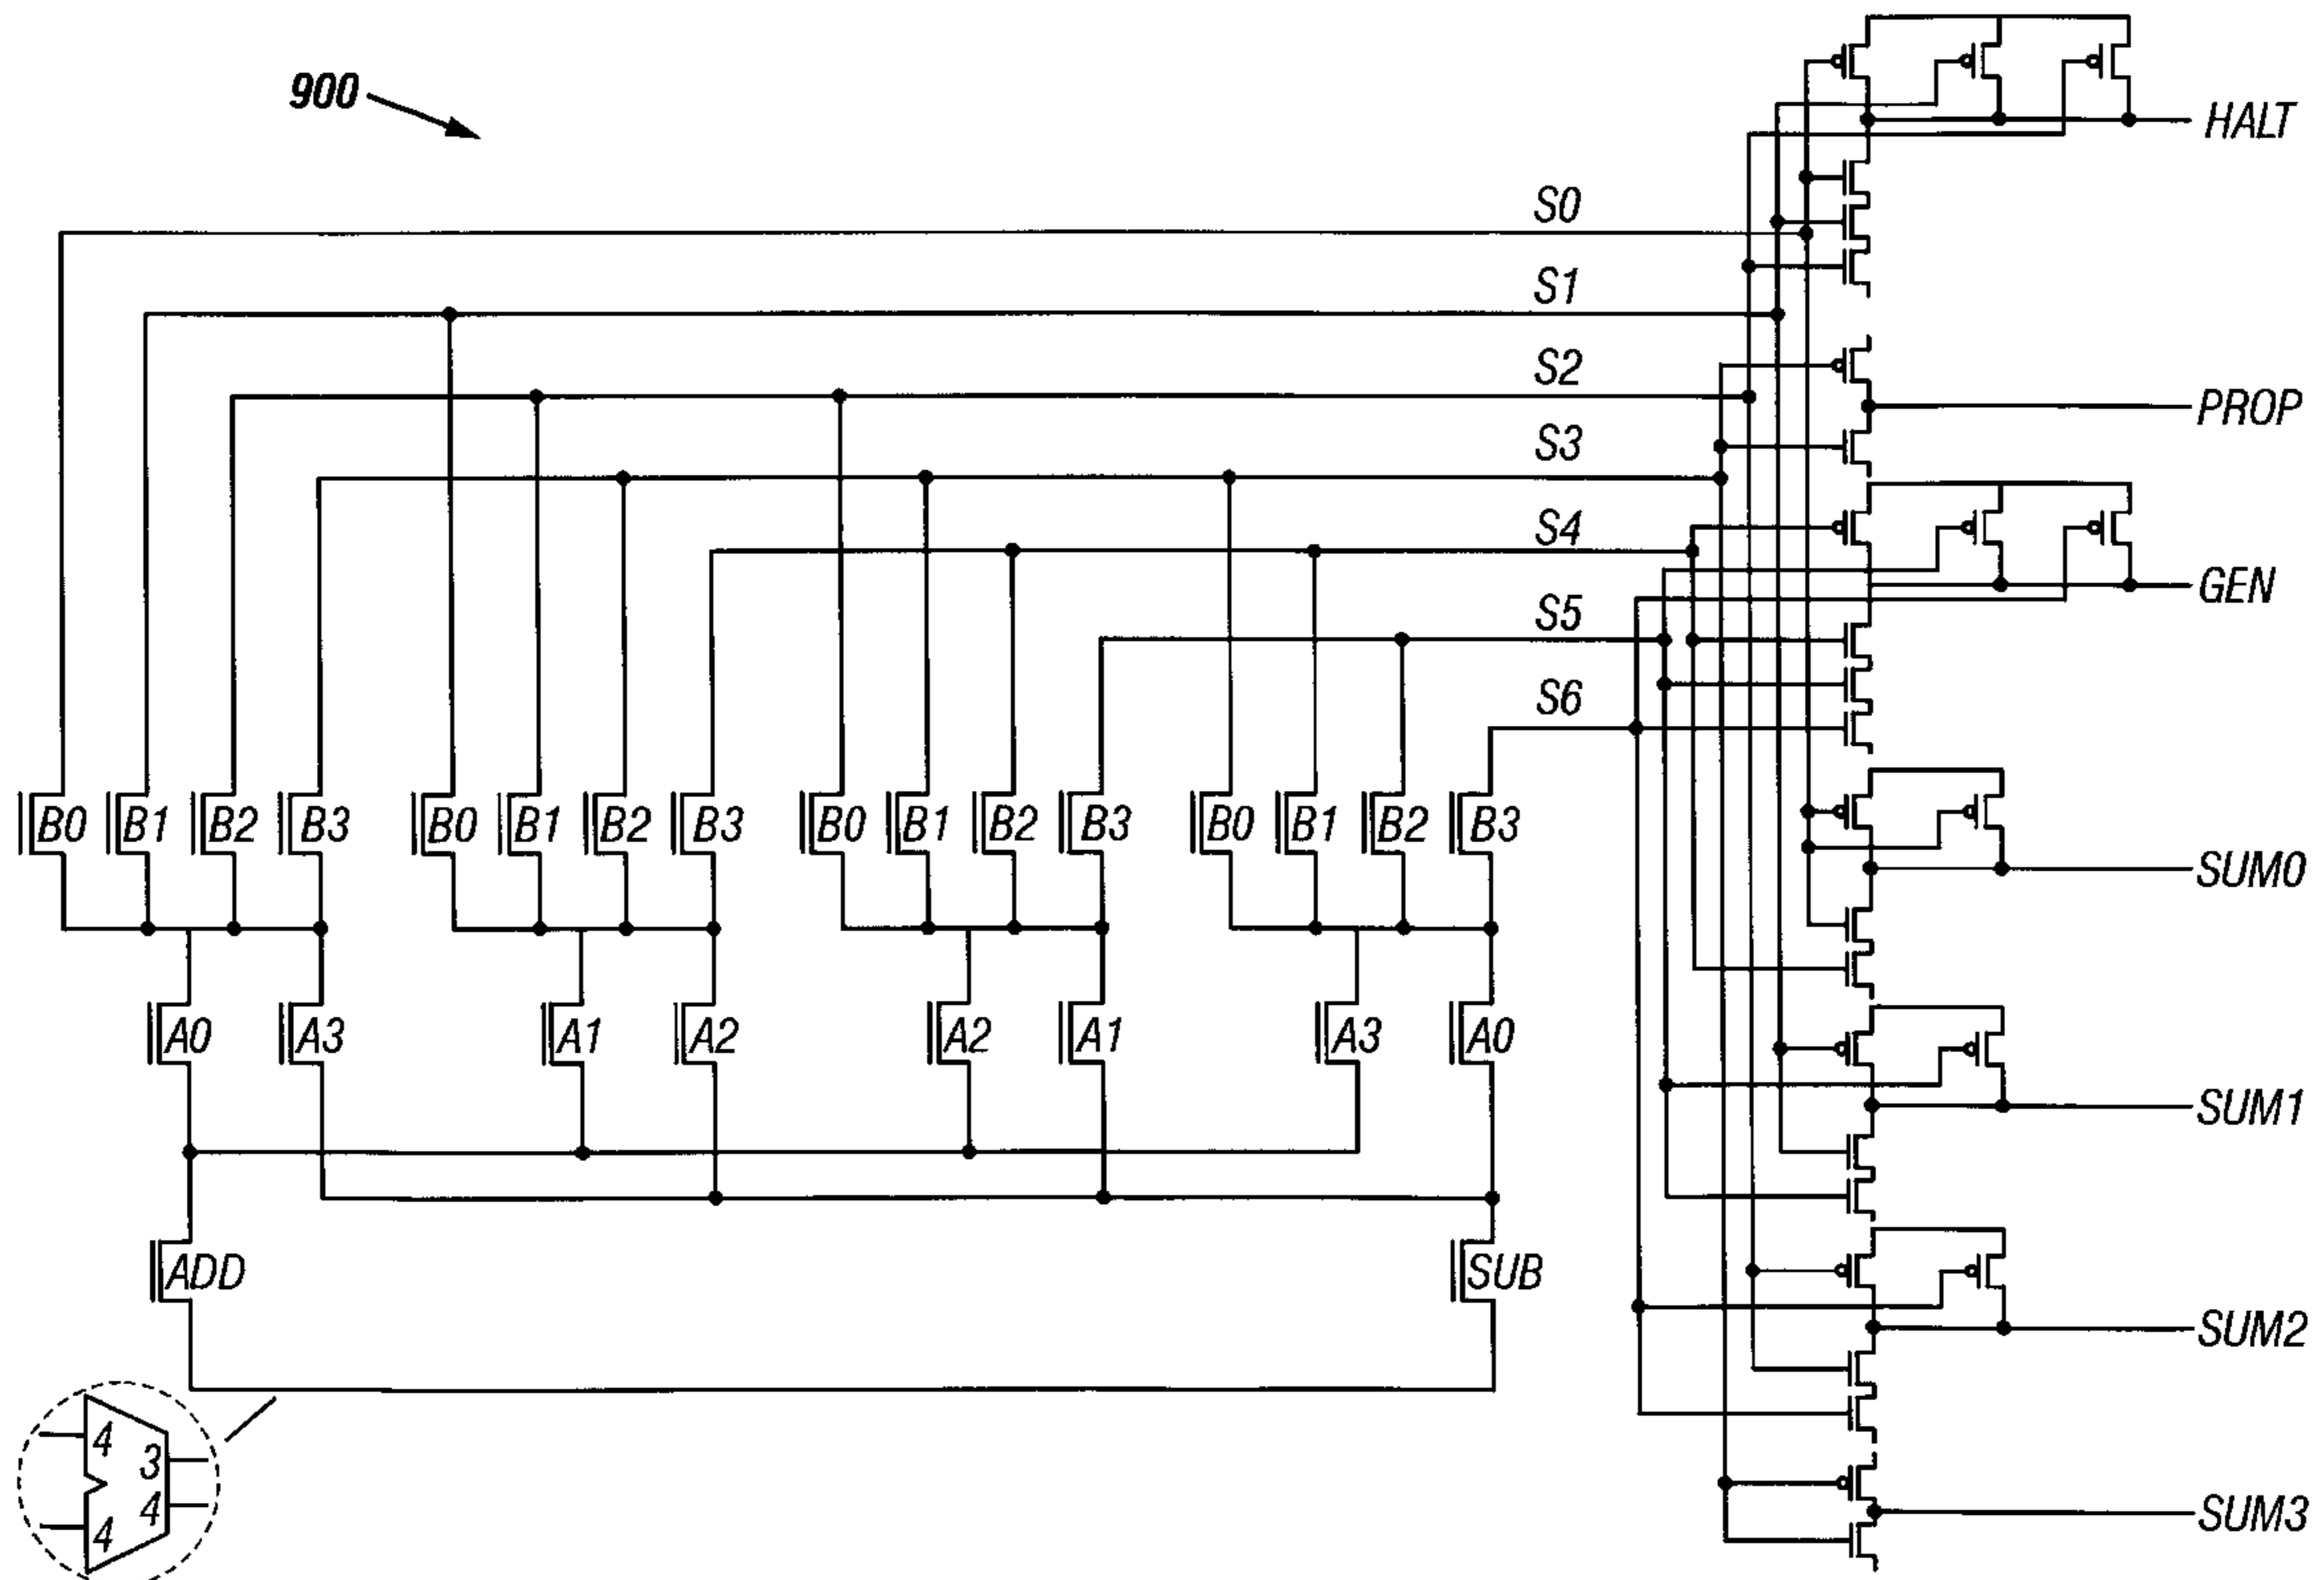 900
HALT
S0
S1
S2
PROP
S3
S4
GEN
S5
S6
B0 B1 B2 B3 B0 B1 B2 B3 B0 B1 B2 B3 B0 B1 B2 B3
SUM0
A0 A3 A1 A2 A2 A1 A3 A0
SUM1
ADD SUB
SUM2
4 3
4 4
SUM3